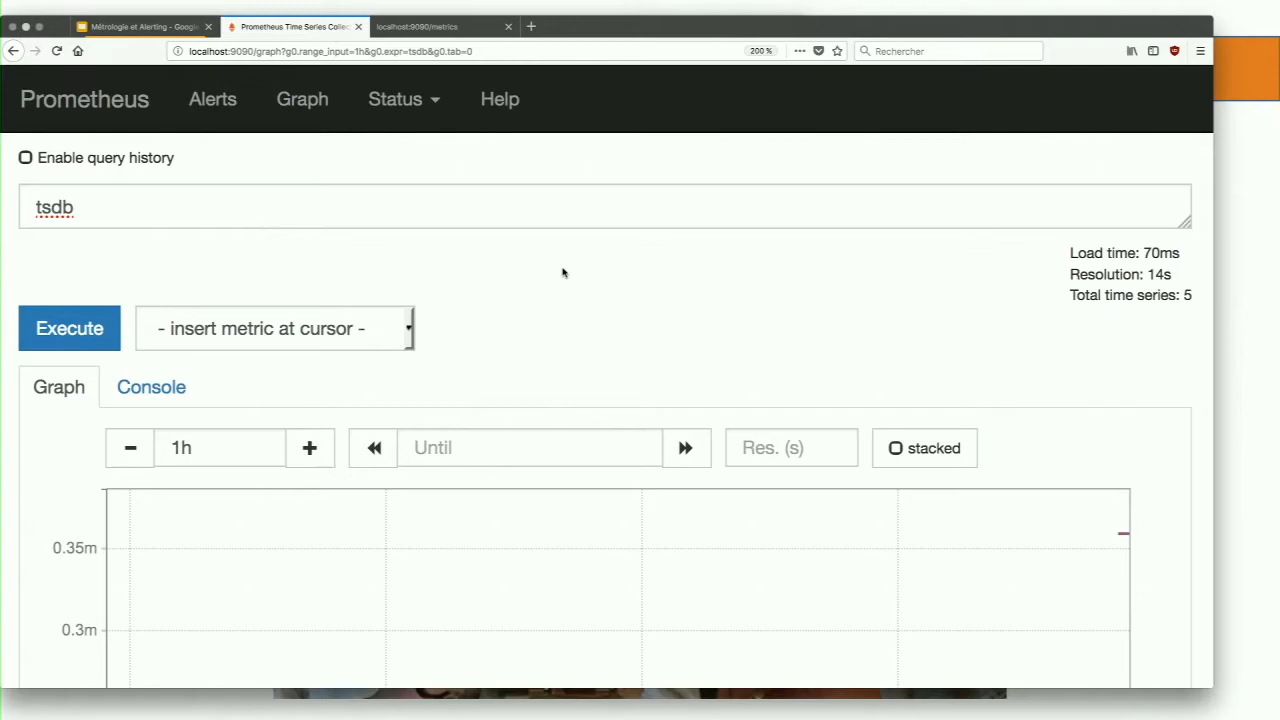 Métrologie et Alerting - Google
Prometheus Time Series Collec
localhost:9090/metrics
localhost:9090/graph?g0.range_input=1h&g0.expr=tsdb&g0.tab=0
200 %
Rechercher
Prometheus
Alerts
Graph
Status
Help
Enable query history
tsdb
Load time: 70ms
Resolution: 14s
Total time series: 5
Execute
- insert metric at cursor -
Graph
Console
1h
Until
Res. (s)
stacked
0.35m
0.3m